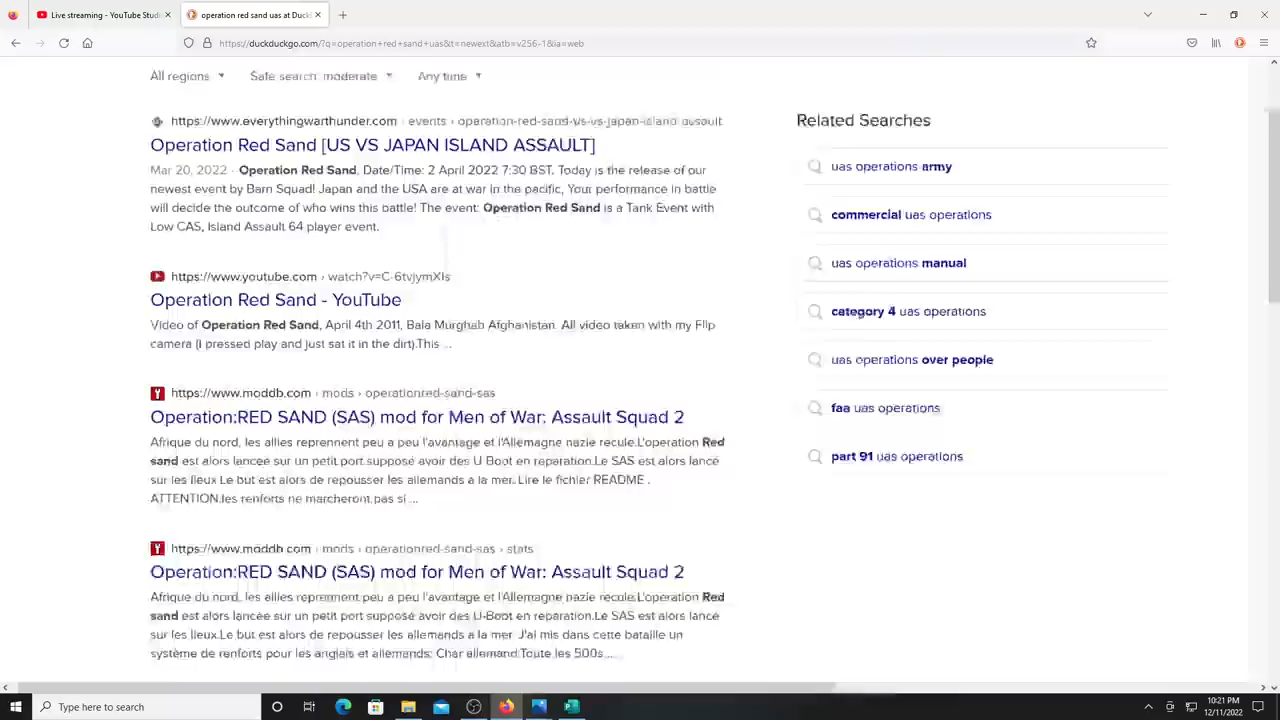 Live streaming - YouTube Studi
operation red sand uas at Duck
https://duckduckgo.com/?q=operation+red+sand+uas&t=newext&atb=v256-1&ia=web
All regions
Safe search: moderate
Any time
https://www.everythingwarthunder.com › events › operation-red-sand-us-vs-japan-island-assault
Operation Red Sand [US VS JAPAN ISLAND ASSAULT]
Mar 20, 2022 · Operation Red Sand. Date/Time: 2 April 2022 7:30 BST. Today is the release of our
newest event by Barn Squad! Japan and the USA are at war in the pacific, Your performance in battle
will decide the outcome of who wins this battle! The event: Operation Red Sand is a Tank Event with
Low CAS, Island Assault 64 player event.
https://www.youtube.com › watch?v=C-6tvjymXIs
Operation Red Sand - YouTube
Video of Operation Red Sand, April 4th 2011, Bala Murghab Afghanistan. All video taken with my Flip
camera (I pressed play and just sat it in the dirt).This ...
https://www.moddb.com › mods › operationred-sand-sas
Operation:RED SAND (SAS) mod for Men of War: Assault Squad 2
Afrique du nord, les allies reprennent peu a peu l'avantage et l'Allemagne nazie recule.L'operation Red
sand est alors lancée sur un petit port supposé avoir des U Boot en reparation.Le SAS est alors lancé
sur les lieux.Le but est alors de repousser les allemands a la mer. Lire le fichier README .
ATTENTION,les renforts ne marcheront pas si ...
https://www.moddb.com › mods › operationred-sand-sas › stats
Operation:RED SAND (SAS) mod for Men of War: Assault Squad 2
Afrique du nord, les allies reprennent peu a peu l'avantage et l'Allemagne nazie recule.L'operation Red
sand est alors lancée sur un petit port supposé avoir des U-Boot en reparation.Le SAS est alors lancé
sur les lieux.Le but est alors de repousser les allemands a la mer. J'ai mis dans cette bataille un
système de renforts pour les anglais et allemands: Char allemand:Toute les 500s ...
Related Searches
uas operations army
commercial uas operations
uas operations manual
category 4 uas operations
uas operations over people
faa uas operations
part 91 uas operations
Type here to search
10:21 PM
12/11/2022